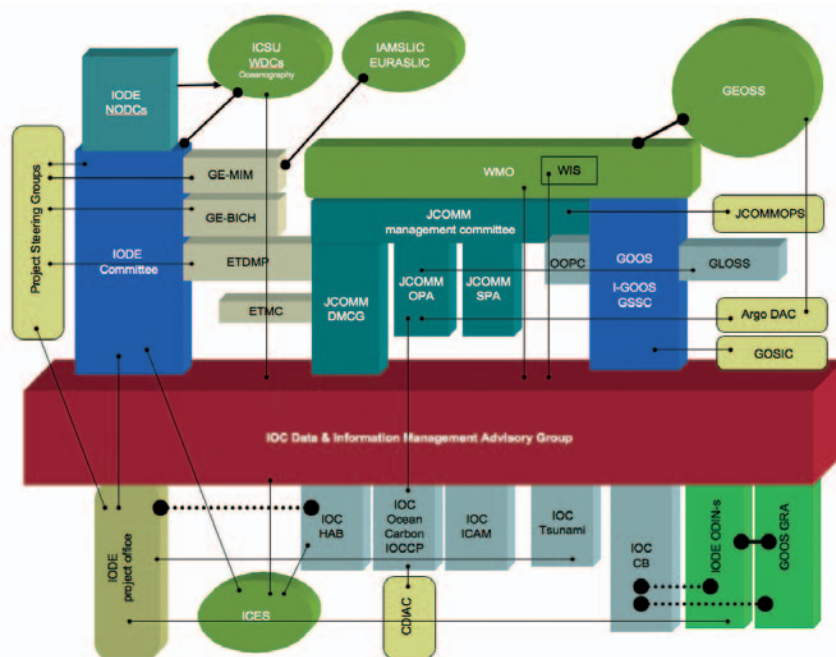 ICSU
WDCs
Oceanography
IAMSLIC
EURASLIC
GEOSS
IODE
NODCs
Project Steering Groups
GE-MIM
GE-BICH
IODE
Committee
ETDMP
ETMC
WMO
WIS
JCOMM
management committee
JCOMMOPS
JCOMM
DMCG
JCOMM
OPA
JCOMM
SPA
OOPC
GOOS
I-GOOS
GSSC
GLOSS
Argo DAC
GOSIC
IOC Data & Information Management Advisory Group
IODE
project office
IOC
HAB
IOC
Ocean
Carbon
IOCCP
IOC
ICAM
IOC
Tsunami
IOC
CB
IODE ODIN-s
GOOS GRA
ICES
CDIAC